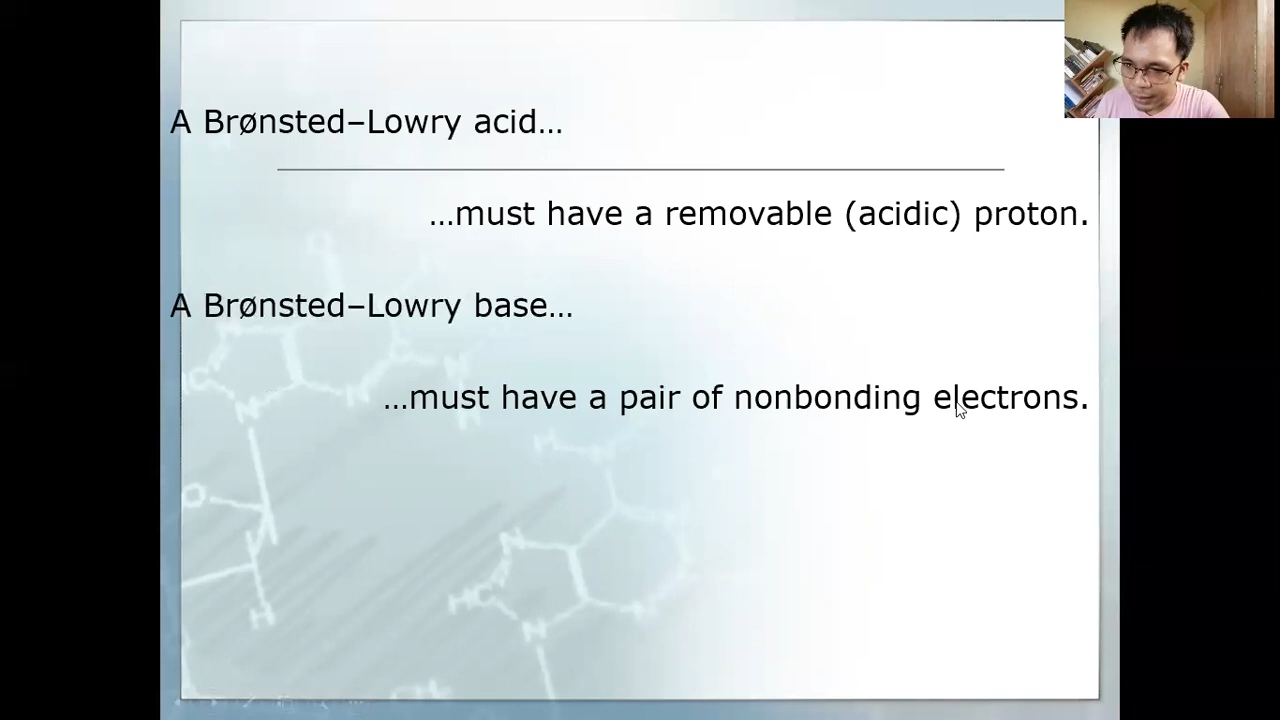 A Brønsted–Lowry acid…
…must have a removable (acidic) proton.
A Brønsted–Lowry base…
…must have a pair of nonbonding electrons.